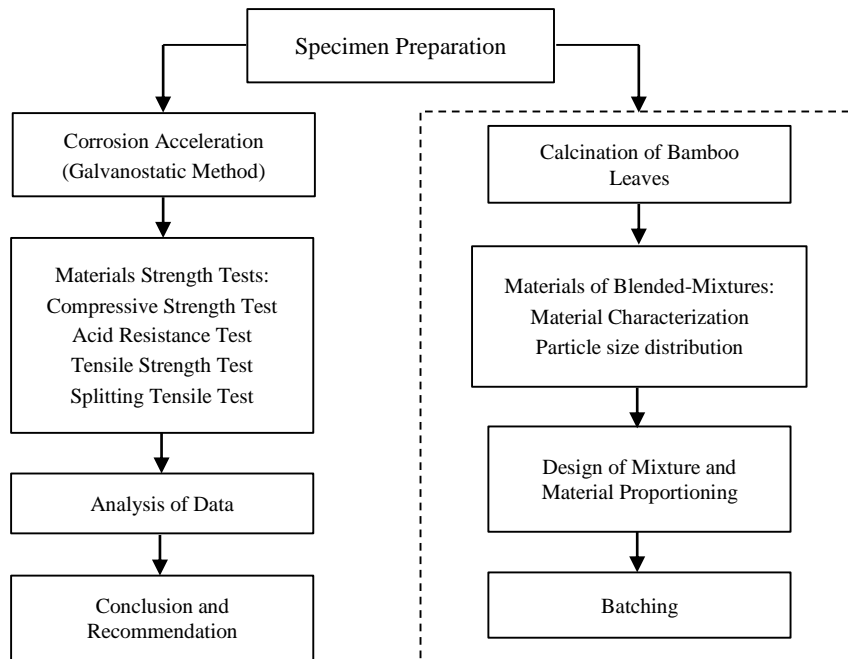 Specimen Preparation
Corrosion Acceleration
(Galvanostatic Method)
Materials Strength Tests:
Compressive Strength Test
Acid Resistance Test
Tensile Strength Test
Splitting Tensile Test
Analysis of Data
Conclusion and
Recommendation
Calcination of Bamboo
Leaves
Materials of Blended-Mixtures:
Material Characterization
Particle size distribution
Design of Mixture and
Material Proportioning
Batching